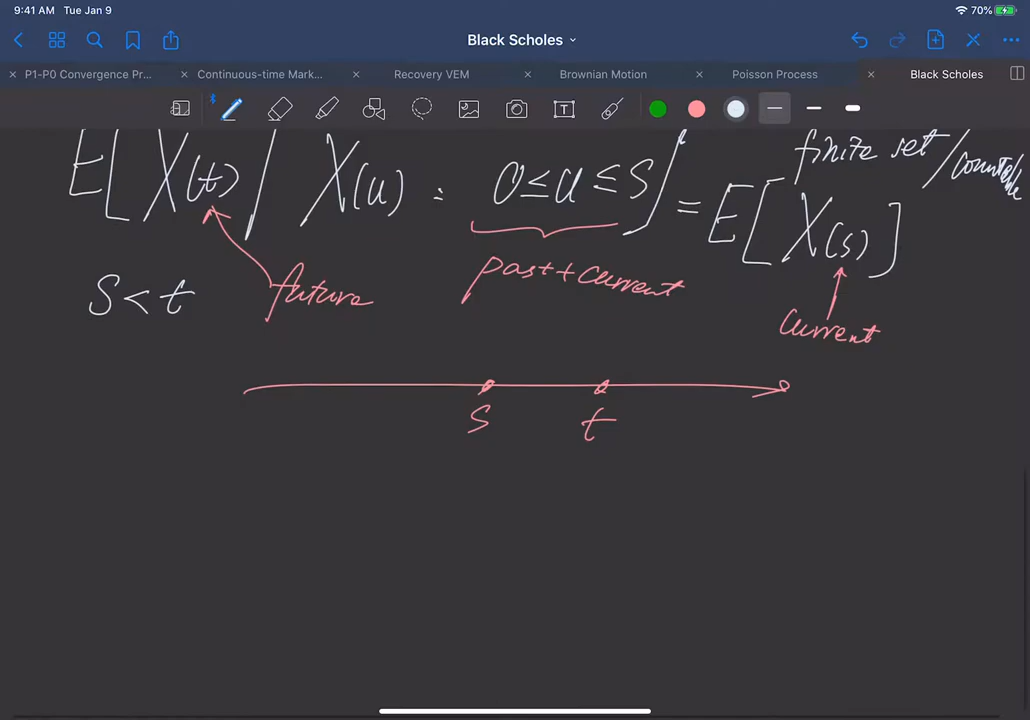 9:41 AM Tue Jan 9 70%
Black Scholes
P1-P0 Convergence Pr... Continuous-time Mark... Recovery VEM Brownian Motion Poisson Process Black Scholes
finite set / countable
E[ X(t) | X(u) : 0≤u≤s ] = E[ X(s) ]
s < t future past + current current
s t